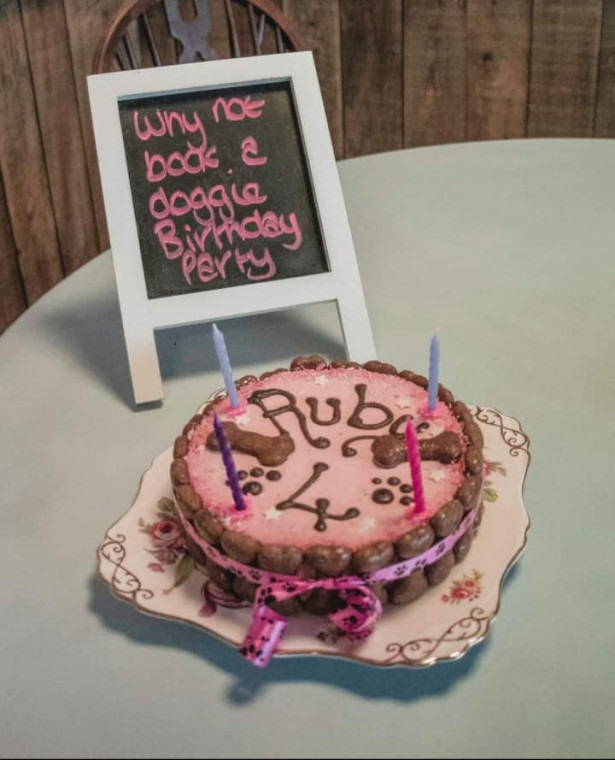 Why not
book a
doggie
Birthday
Party
Ruby
4